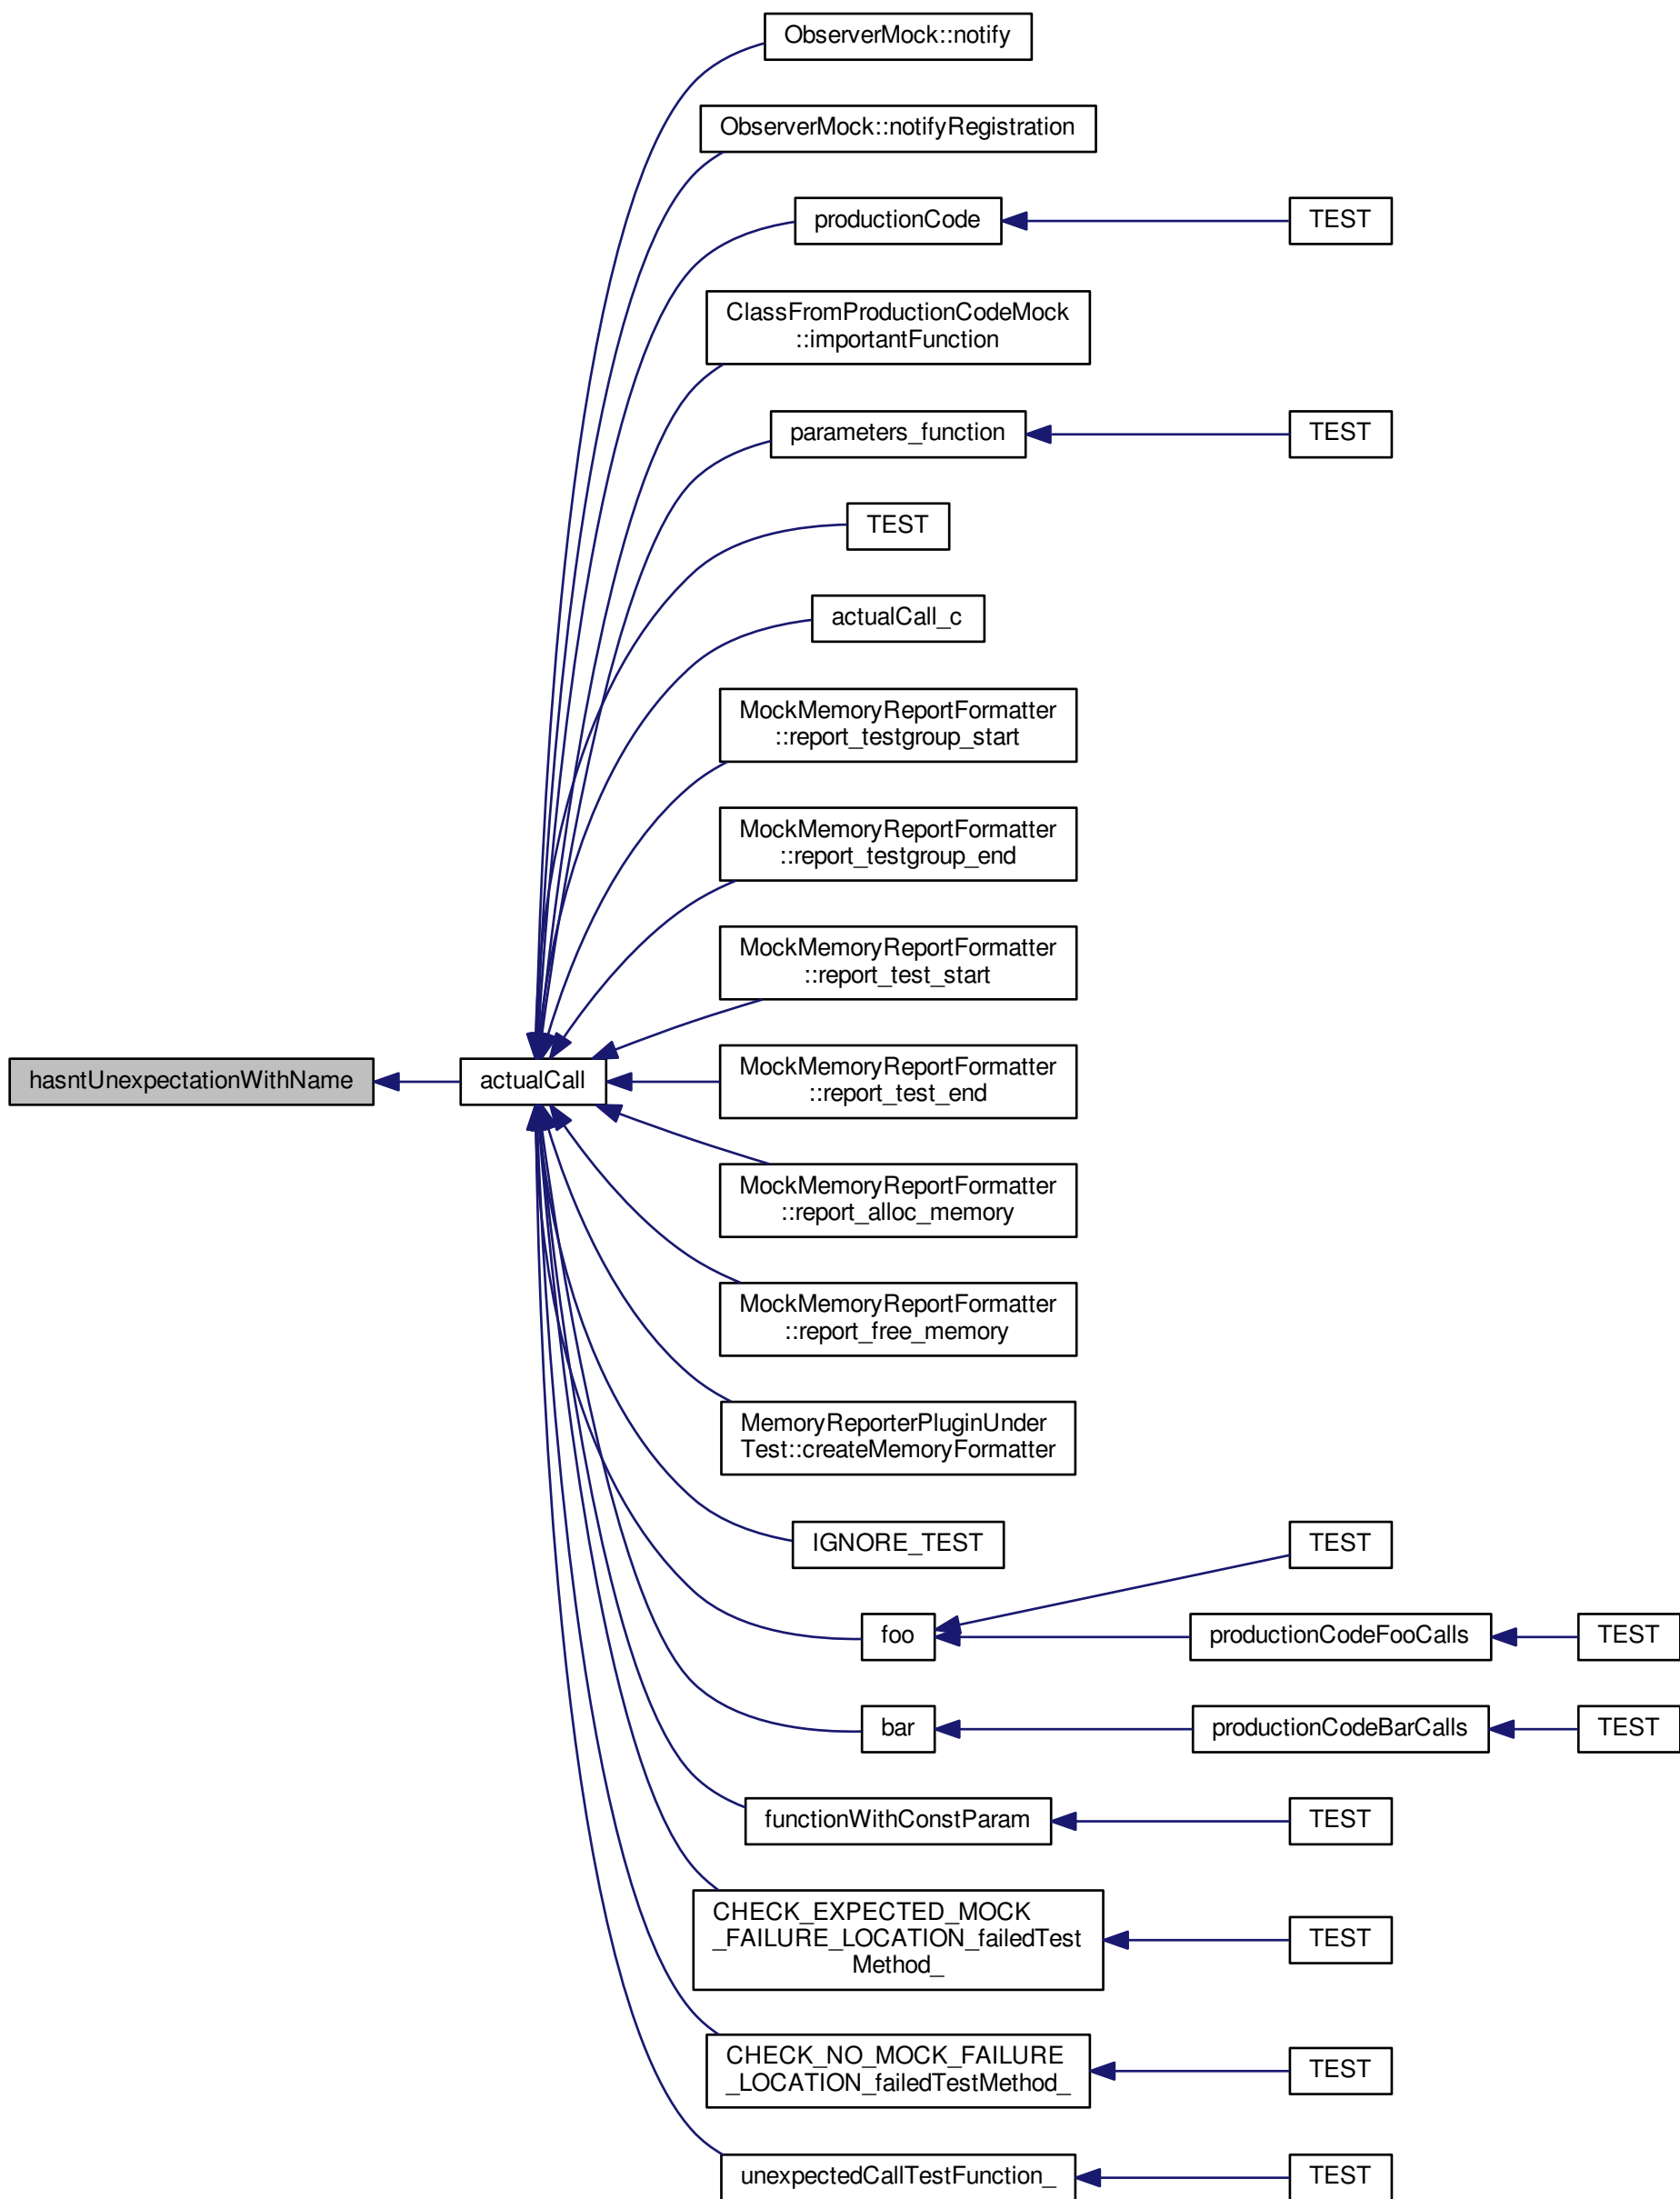 ObserverMock::notify
ObserverMock::notifyRegistration
productionCode
TEST
ClassFromProductionCodeMock
::importantFunction
parameters_function
TEST
TEST
actualCall_c
MockMemoryReportFormatter
::report_testgroup_start
MockMemoryReportFormatter
::report_testgroup_end
MockMemoryReportFormatter
::report_test_start
hasntUnexpectationWithName
actualCall
MockMemoryReportFormatter
::report_test_end
MockMemoryReportFormatter
::report_alloc_memory
MockMemoryReportFormatter
::report_free_memory
MemoryReporterPluginUnder
Test::createMemoryFormatter
IGNORE_TEST
TEST
foo
productionCodeFooCalls
TEST
bar
productionCodeBarCalls
TEST
functionWithConstParam
TEST
CHECK_EXPECTED_MOCK
_FAILURE_LOCATION_failedTest
Method_
TEST
CHECK_NO_MOCK_FAILURE
_LOCATION_failedTestMethod_
TEST
unexpectedCallTestFunction_
TEST